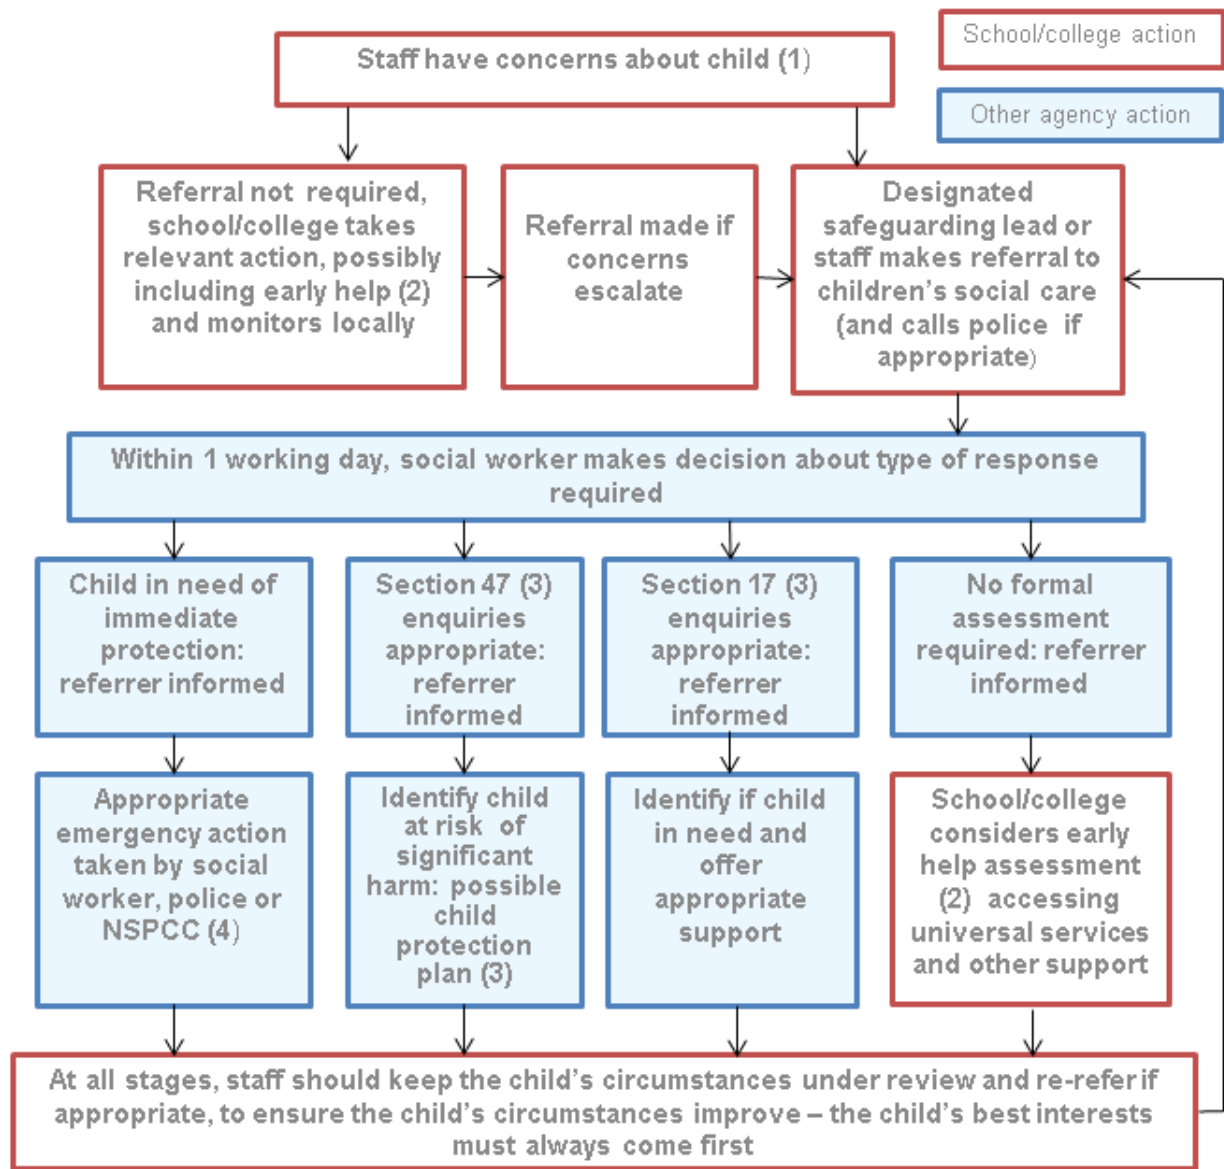 School/college action
Staff have concerns about child (1)
Other agency action
Referral not required,
school/college takes
relevant action, possibly
including early help (2)
and monitors locally
Referral made if
concerns
escalate
Designated
safeguarding lead or
staff makes referral to
children’s social care
(and calls police if
appropriate)
Within 1 working day, social worker makes decision about type of response
required
Child in need of
immediate
protection:
referrer informed
Section 47 (3)
enquiries
appropriate:
referrer
informed
Section 17 (3)
enquiries
appropriate:
referrer
informed
No formal
assessment
required: referrer
informed
Appropriate
emergency action
taken by social
worker, police or
NSPCC (4)
Identify child
at risk of
significant
harm: possible
child
protection
plan (3)
Identify if child
in need and
offer
appropriate
support
School/college
considers early
help assessment
(2) accessing
universal services
and other support
At all stages, staff should keep the child’s circumstances under review and re-refer if
appropriate, to ensure the child’s circumstances improve – the child’s best interests
must always come first